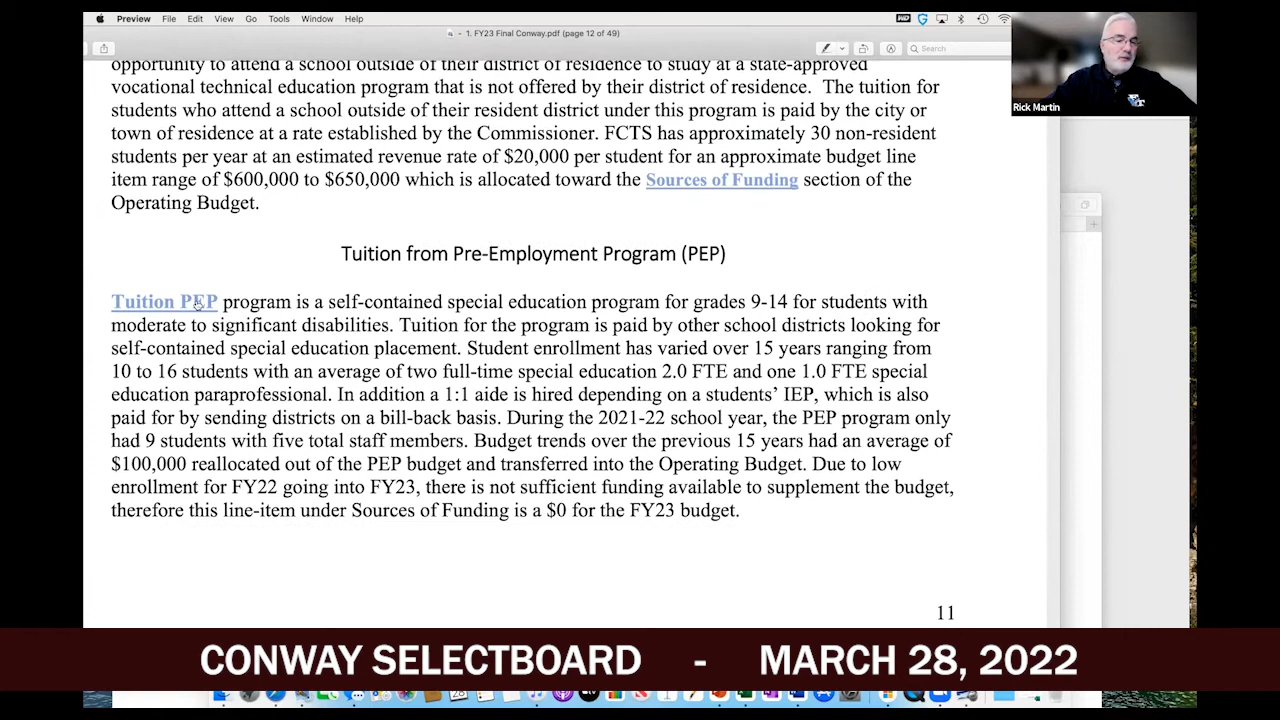 Preview File Edit View Go Tools Window Help
1. FY23 Final Conway.pdf (page 12 of 49)
Search
Rick Martin
opportunity to attend a school outside of their district of residence to study at a state-approved
vocational technical education program that is not offered by their district of residence. The tuition for
students who attend a school outside of their resident district under this program is paid by the city or
town of residence at a rate established by the Commissioner. FCTS has approximately 30 non-resident
students per year at an estimated revenue rate of $20,000 per student for an approximate budget line
item range of $600,000 to $650,000 which is allocated toward the Sources of Funding section of the
Operating Budget.
Tuition from Pre-Employment Program (PEP)
Tuition PEP program is a self-contained special education program for grades 9-14 for students with
moderate to significant disabilities. Tuition for the program is paid by other school districts looking for
self-contained special education placement. Student enrollment has varied over 15 years ranging from
10 to 16 students with an average of two full-time special education 2.0 FTE and one 1.0 FTE special
education paraprofessional. In addition a 1:1 aide is hired depending on a students' IEP, which is also
paid for by sending districts on a bill-back basis. During the 2021-22 school year, the PEP program only
had 9 students with five total staff members. Budget trends over the previous 15 years had an average of
$100,000 reallocated out of the PEP budget and transferred into the Operating Budget. Due to low
enrollment for FY22 going into FY23, there is not sufficient funding available to supplement the budget,
therefore this line-item under Sources of Funding is a $0 for the FY23 budget.
11
CONWAY SELECTBOARD - MARCH 28, 2022